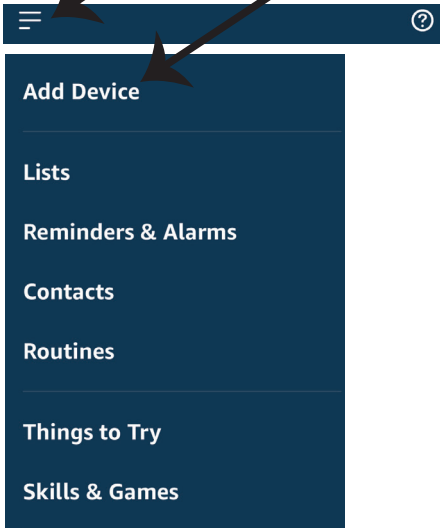 Add Device
Lists
Reminders & Alarms
Contacts
Routines
Things to Try
Skills & Games